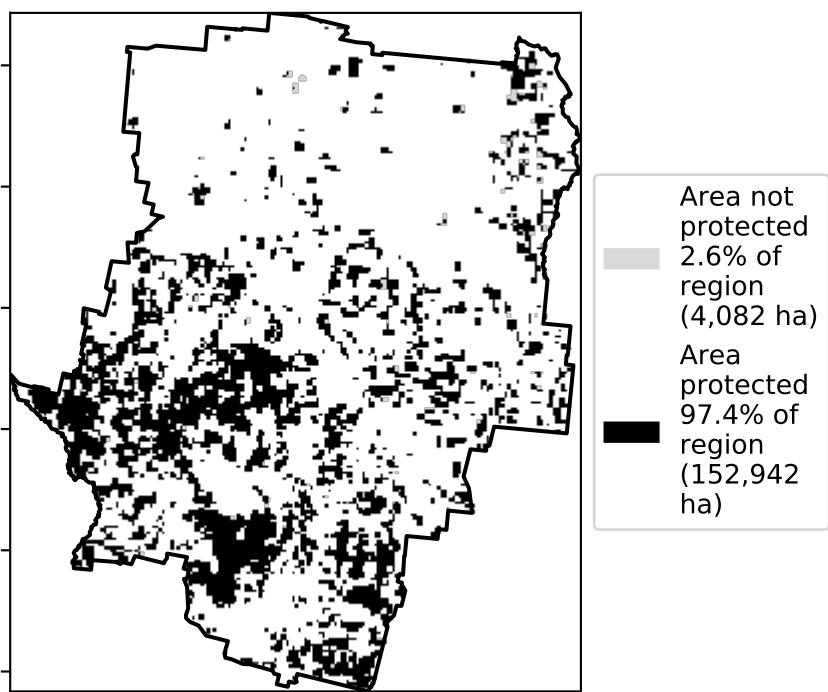 Area not
protected
2.6% of
region
(4,082 ha)
Area
protected
97.4% of
region
(152,942
ha)